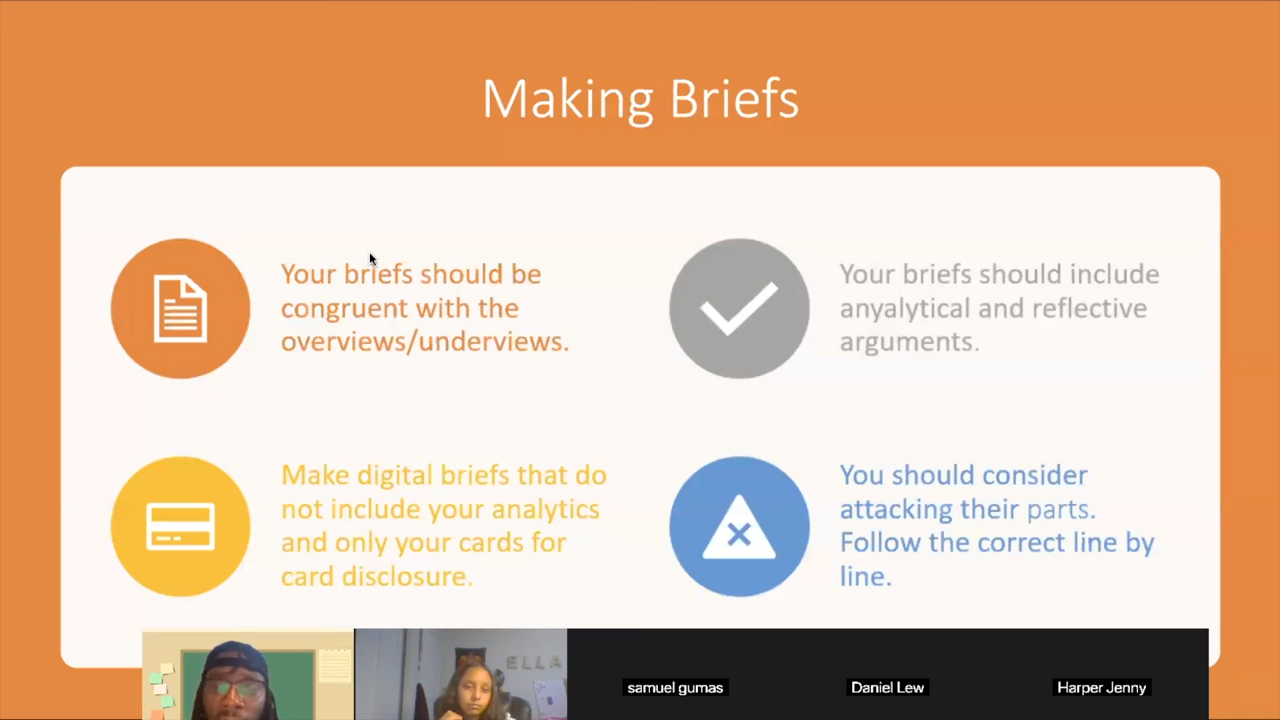 Making Briefs
Your briefs should be
congruent with the
overviews/underviews.
Your briefs should include
anyalytical and reflective
arguments.
Make digital briefs that do
not include your analytics
and only your cards for
card disclosure.
You should consider
attacking their parts.
Follow the correct line by
line.
ELLA
samuel gumas
Daniel Lew
Harper Jenny